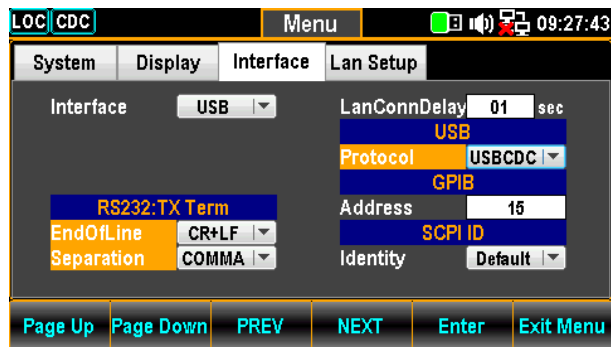 LOC CDC Menu 09:27:43
System Display Interface Lan Setup
Interface USB LanConnDelay 01 sec
USB
Protocol USBCDC
GPIB
RS232:TX Term Address 15
EndOfLine CR+LF SCPI ID
Separation COMMA Identity Default
Page Up Page Down PREV NEXT Enter Exit Menu